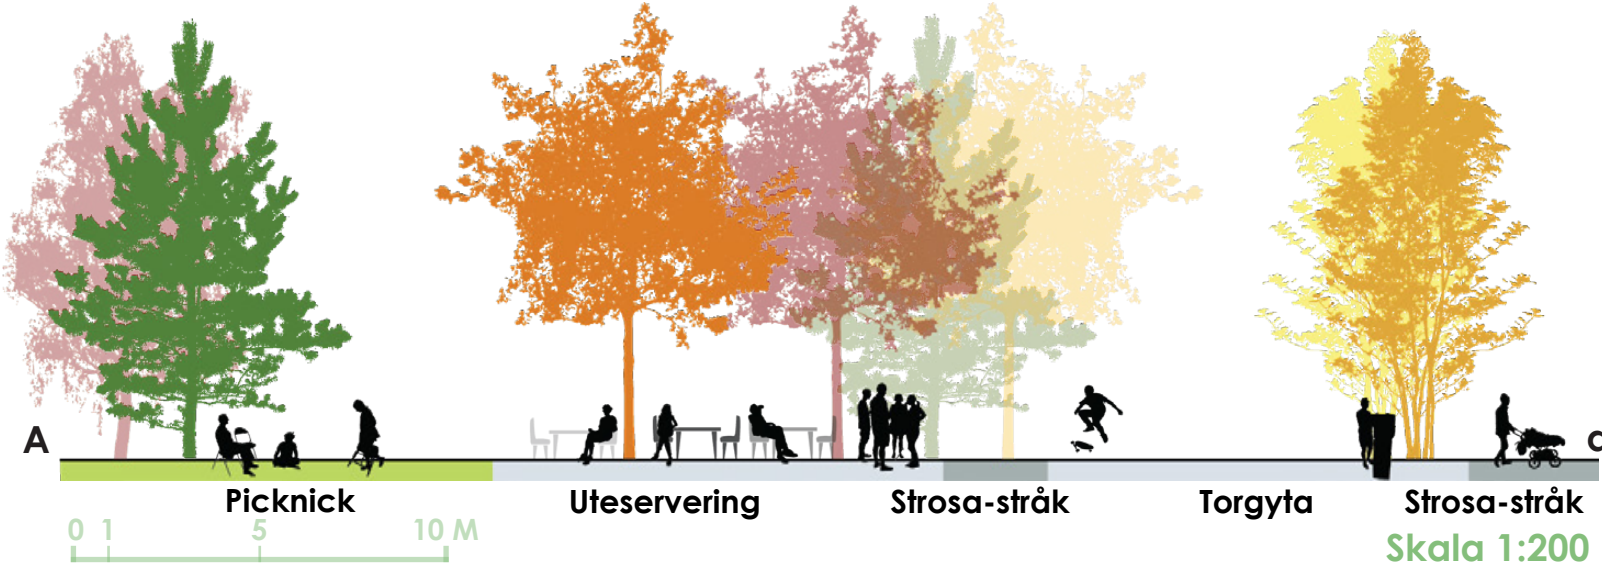 A
Picknick
Uteservering
Strosa-stråk
Torgyta
Strosa-stråk
0 1 5 10 M
Skala 1:200